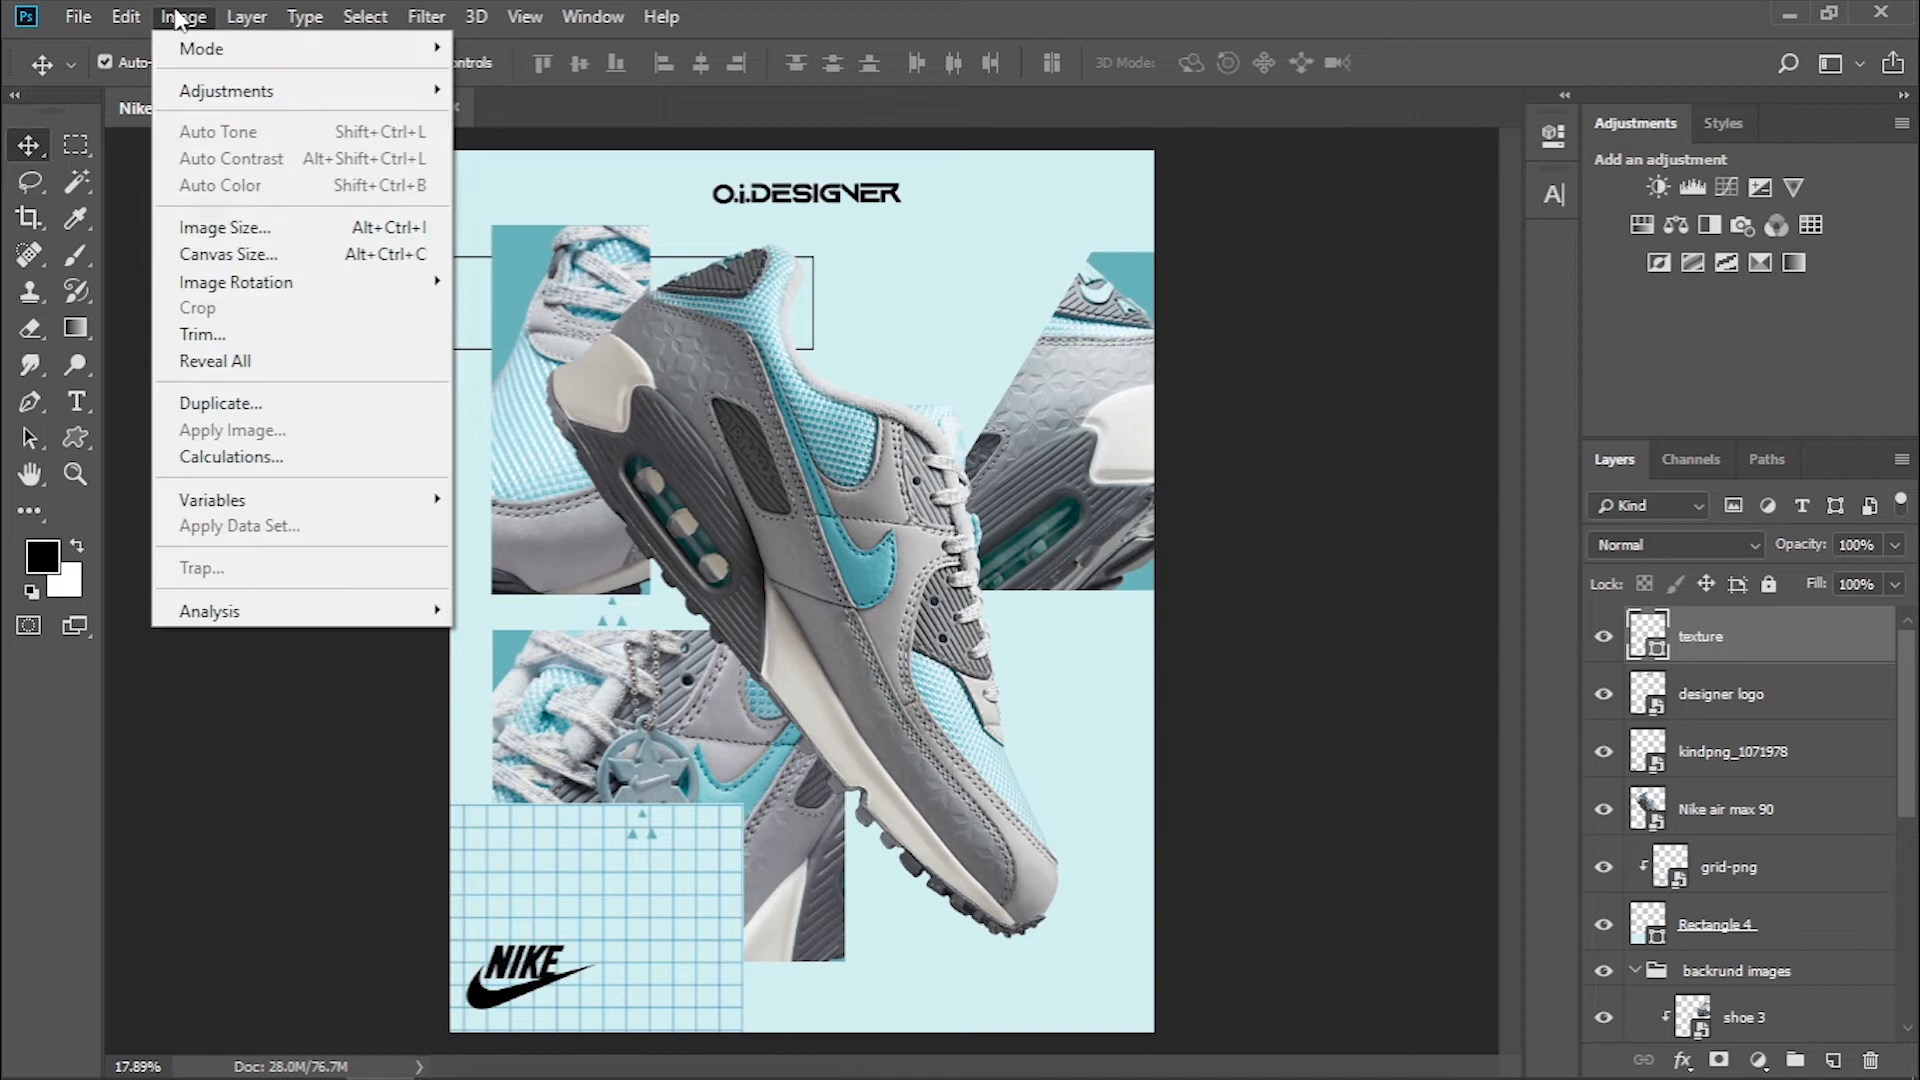 Ps File Edit Image Layer Type Select Filter 3D View Window Help
Auto- ntrols 3D Mode:
Nike
Mode
Adjustments
Auto Tone Shift+Ctrl+L
Auto Contrast Alt+Shift+Ctrl+L
Auto Color Shift+Ctrl+B
Image Size... Alt+Ctrl+I
Canvas Size... Alt+Ctrl+C
Image Rotation
Crop
Trim...
Reveal All
Duplicate...
Apply Image...
Calculations...
Variables
Apply Data Set...
Trap...
Analysis
O.i.DESIGNER
NIKE
Adjustments Styles
Add an adjustment
Layers Channels Paths
Kind
Normal Opacity: 100%
Lock: Fill: 100%
texture
designer logo
kindpng_1071978
Nike air max 90
grid-png
Rectangle 4
backrund images
shoe 3
17.89% Doc: 28.0M/76.7M